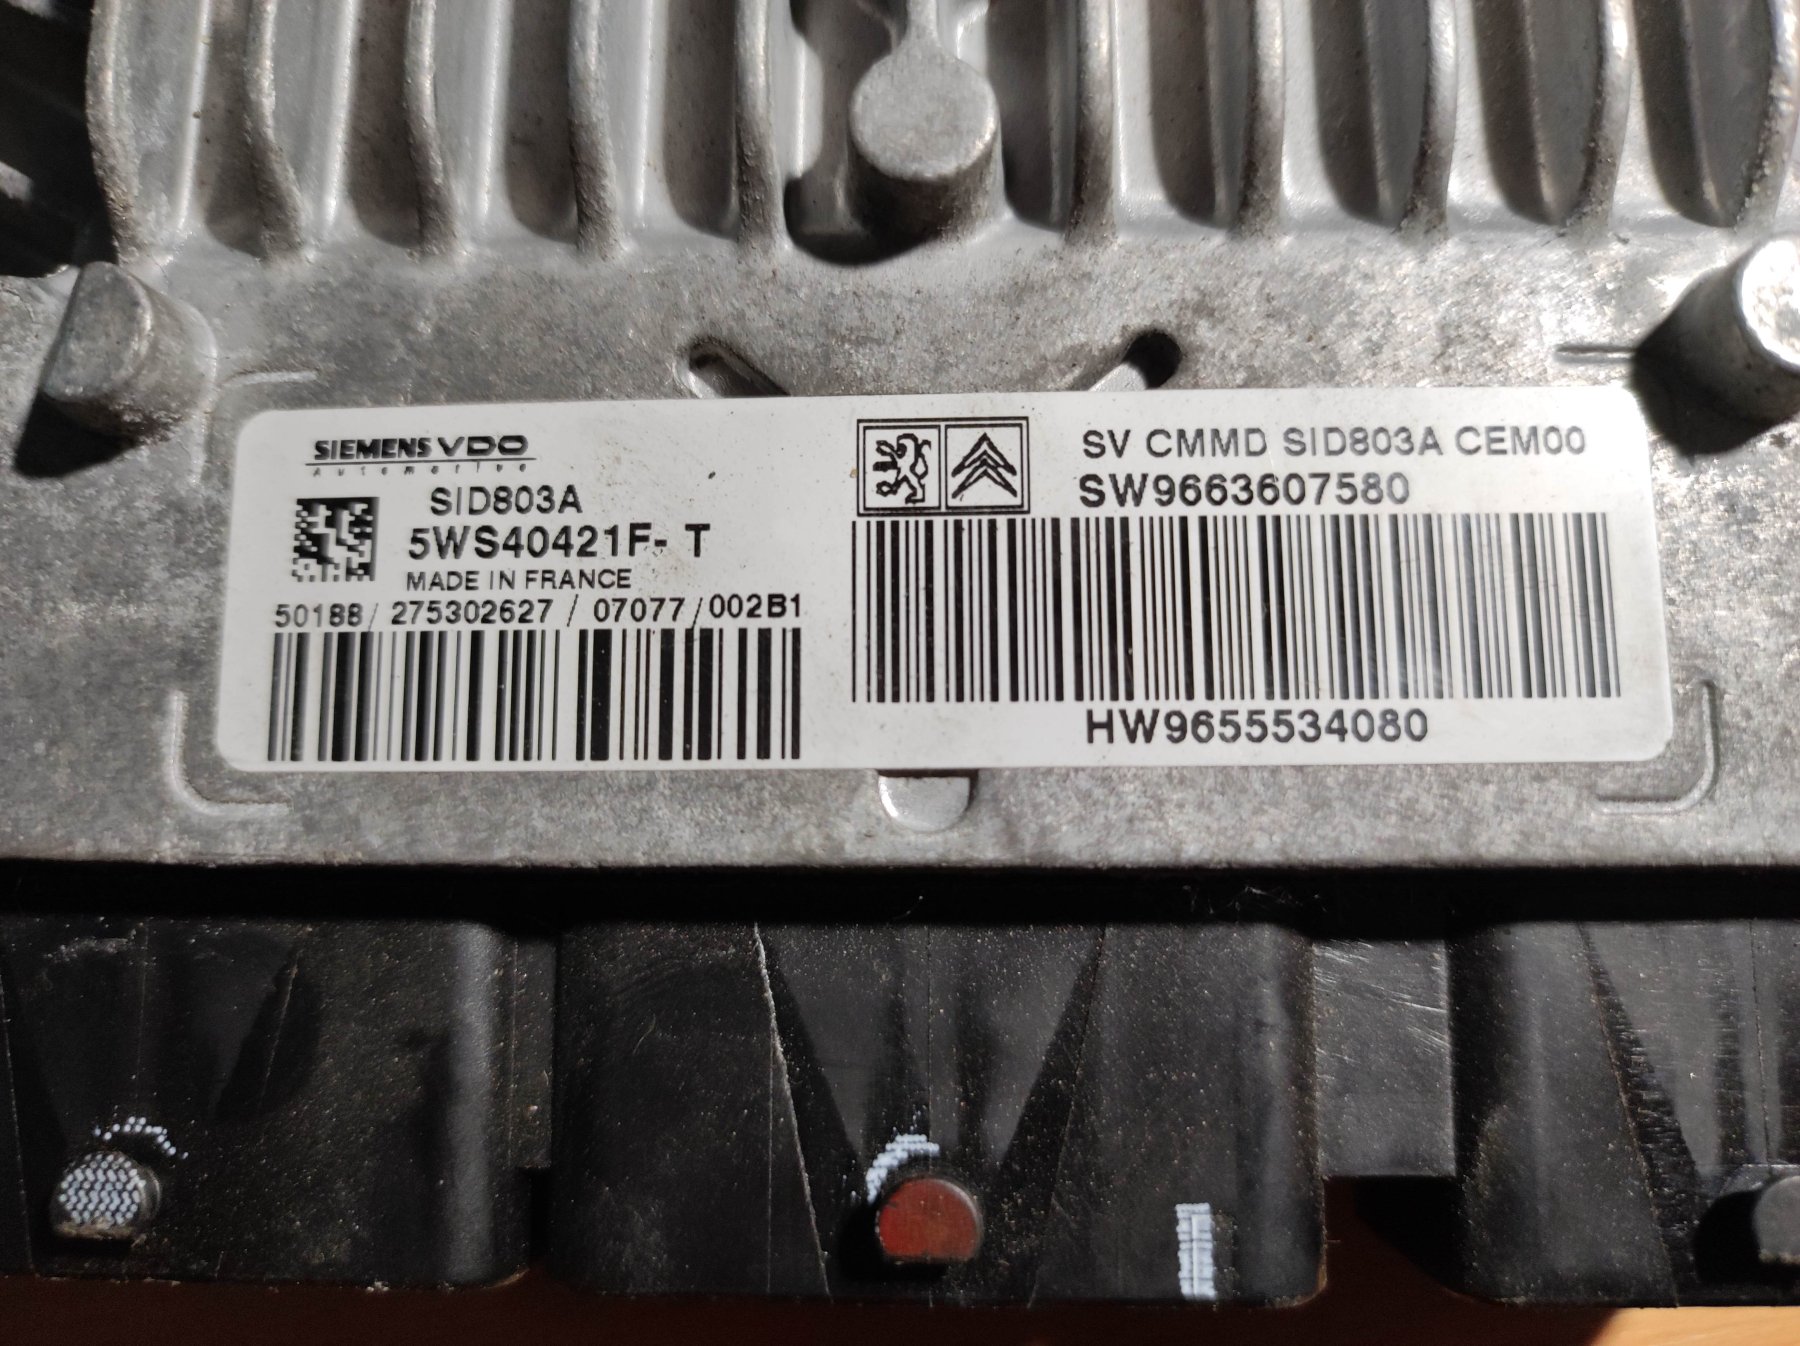 SIEMENS VDO
Automotive
SID803A
5WS40421F- T
MADE IN FRANCE
50188 / 275302627 / 07077 / 002B1
SV CMMD SID803A CEM00
SW9663607580
HW9655534080